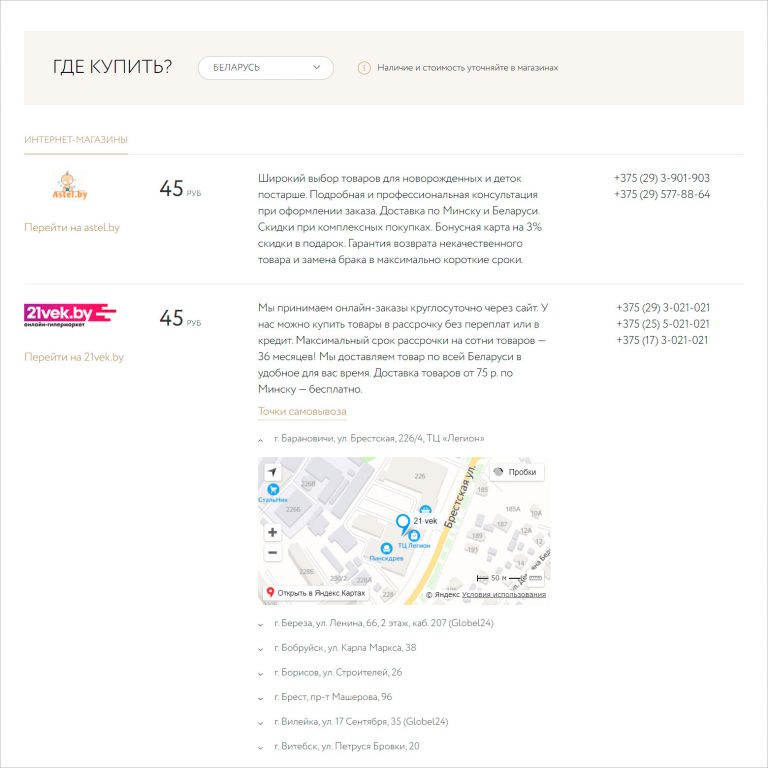 ГДЕ КУПИТЬ?
БЕЛАРУСЬ
Наличие и стоимость уточняйте в магазинах
ИНТЕРНЕТ-МАГАЗИНЫ
Astel.by
45 РУБ
Перейти на astel.by
Широкий выбор товаров для новорожденных и деток
постарше. Подробная и профессиональная консультация
при оформлении заказа. Доставка по Минску и Беларуси.
Скидки при комплексных покупках. Бонусная карта на 3%
скидки в подарок. Гарантия возврата некачественного
товара и замена брака в максимально короткие сроки.
+375 (29) 3-901-903
+375 (29) 577-88-64
21vek.by
онлайн-гипермаркет
45 РУБ
Перейти на 21vek.by
Мы принимаем онлайн-заказы круглосуточно через сайт. У
нас можно купить товары в рассрочку без переплат или в
кредит. Максимальный срок рассрочки на сотни товаров —
36 месяцев! Мы доставляем товар по всей Беларуси в
удобное для вас время. Доставка товаров от 75 р. по
Минску — бесплатно.
+375 (29) 3-021-021
+375 (25) 5-021-021
+375 (17) 3-021-021
Точки самовывоза
г. Барановичи, ул. Брестская, 226/4, ТЦ «Легион»
Пробки
226
185
СтальНик
226Б
226Б
185А
Брестская ул.
21 vek
ТЦ Легион
Пинскдрев
189
228Б
230/2
228А
50 м
Открыть в Яндекс.Картах
© Яндекс Условия использования
г. Береза, ул. Ленина, 66, 2 этаж, каб. 207 (Globel24)
г. Бобруйск, ул. Карла Маркса, 38
г. Борисов, ул. Строителей, 26
г. Брест, пр-т Машерова, 96
г. Вилейка, ул. 17 Сентября, 35 (Globel24)
г. Витебск, ул. Петруся Бровки, 20